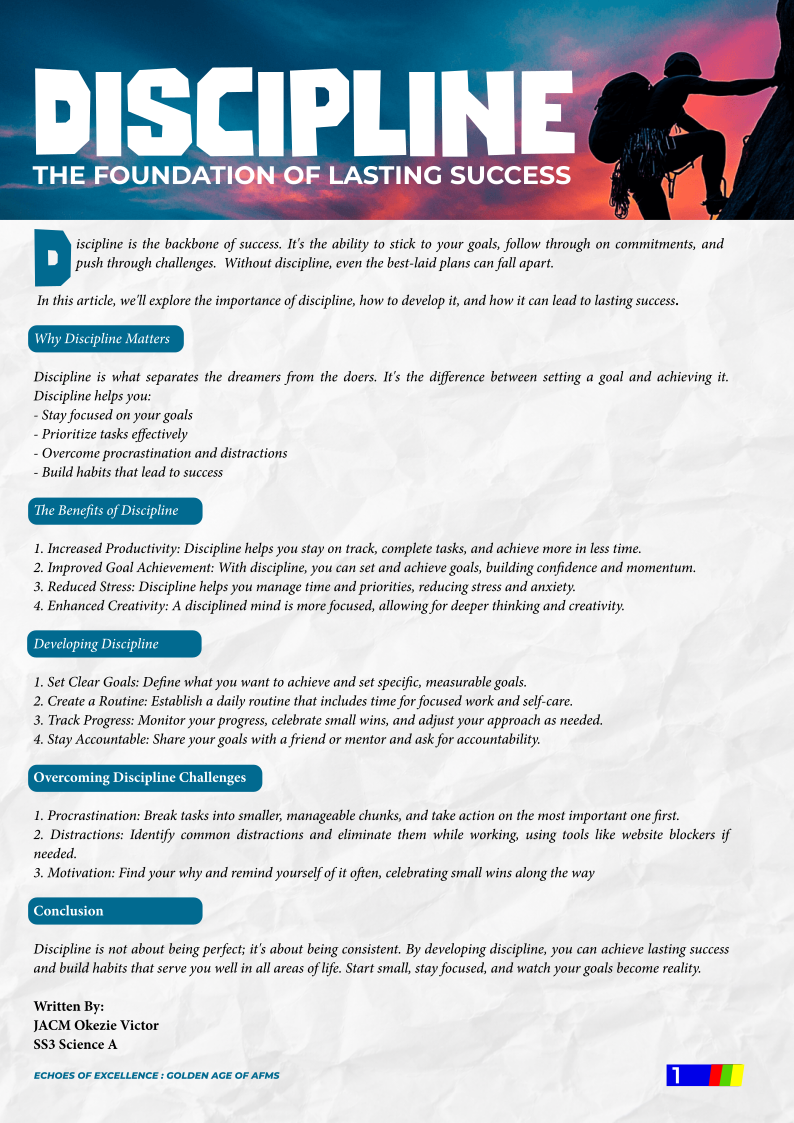 DISCIPLINE
THE FOUNDATION OF LASTING SUCCESS
Discipline is the backbone of success. It's the ability to stick to your goals, follow through on commitments, and
push through challenges. Without discipline, even the best-laid plans can fall apart.
In this article, we'll explore the importance of discipline, how to develop it, and how it can lead to lasting success.
Why Discipline Matters
Discipline is what separates the dreamers from the doers. It's the difference between setting a goal and achieving it.
Discipline helps you:
- Stay focused on your goals
- Prioritize tasks effectively
- Overcome procrastination and distractions
- Build habits that lead to success
The Benefits of Discipline
1. Increased Productivity: Discipline helps you stay on track, complete tasks, and achieve more in less time.
2. Improved Goal Achievement: With discipline, you can set and achieve goals, building confidence and momentum.
3. Reduced Stress: Discipline helps you manage time and priorities, reducing stress and anxiety.
4. Enhanced Creativity: A disciplined mind is more focused, allowing for deeper thinking and creativity.
Developing Discipline
1. Set Clear Goals: Define what you want to achieve and set specific, measurable goals.
2. Create a Routine: Establish a daily routine that includes time for focused work and self-care.
3. Track Progress: Monitor your progress, celebrate small wins, and adjust your approach as needed.
4. Stay Accountable: Share your goals with a friend or mentor and ask for accountability.
Overcoming Discipline Challenges
1. Procrastination: Break tasks into smaller, manageable chunks, and take action on the most important one first.
2. Distractions: Identify common distractions and eliminate them while working, using tools like website blockers if
needed.
3. Motivation: Find your why and remind yourself of it often, celebrating small wins along the way
Conclusion
Discipline is not about being perfect; it's about being consistent. By developing discipline, you can achieve lasting success
and build habits that serve you well in all areas of life. Start small, stay focused, and watch your goals become reality.
Written By:
JACM Okezie Victor
SS3 Science A
ECHOES OF EXCELLENCE : GOLDEN AGE OF AFMS
1